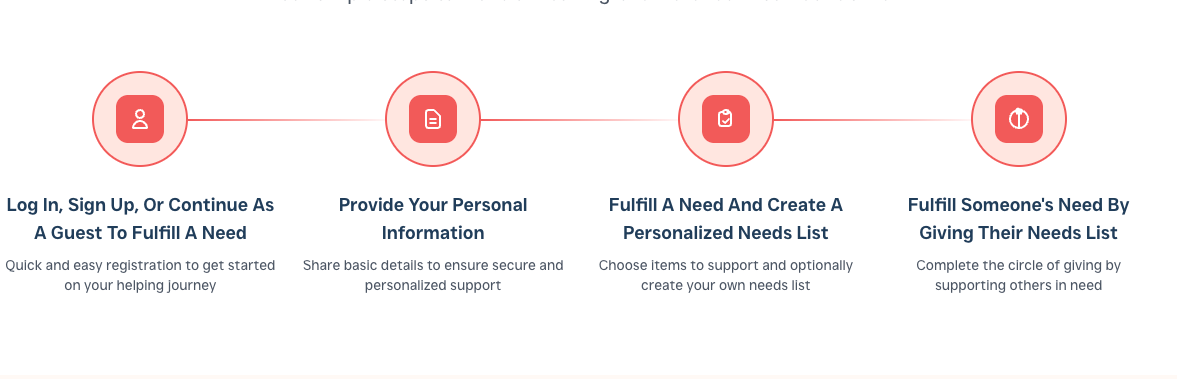 Log In, Sign Up, Or Continue As
A Guest To Fulfill A Need
Quick and easy registration to get started
on your helping journey
Provide Your Personal
Information
Share basic details to ensure secure and
personalized support
Fulfill A Need And Create A
Personalized Needs List
Choose items to support and optionally
create your own needs list
Fulfill Someone's Need By
Giving Their Needs List
Complete the circle of giving by
supporting others in need